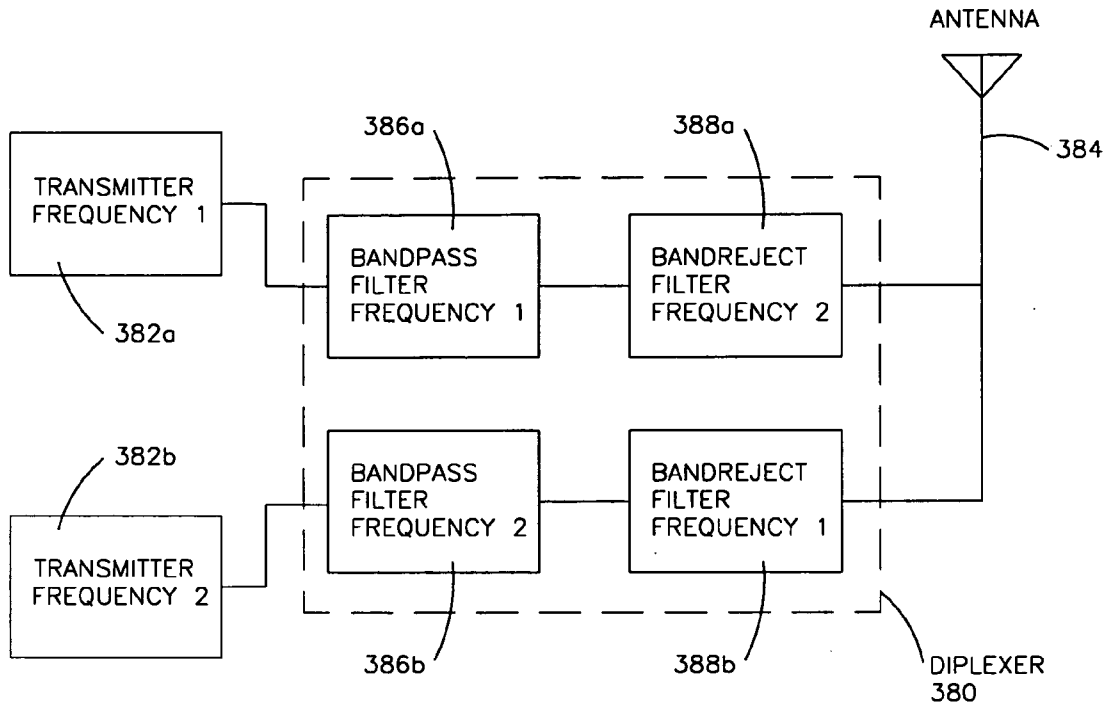 ANTENNA
386a
388a
384
TRANSMITTER
FREQUENCY 1
BANDPASS
FILTER
FREQUENCY 1
BANDREJECT
FILTER
FREQUENCY 2
382a
382b
BANDPASS
FILTER
FREQUENCY 2
BANDREJECT
FILTER
FREQUENCY 1
TRANSMITTER
FREQUENCY 2
386b
388b
DIPLEXER
380